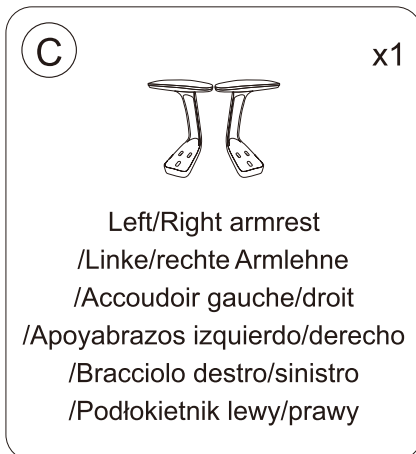 C
x1
Left/Right armrest
/Linke/rechte Armlehne
/Accoudoir gauche/droit
/Apoyabrazos izquierdo/derecho
/Bracciolo destro/sinistro
/Podłokietnik lewy/prawy